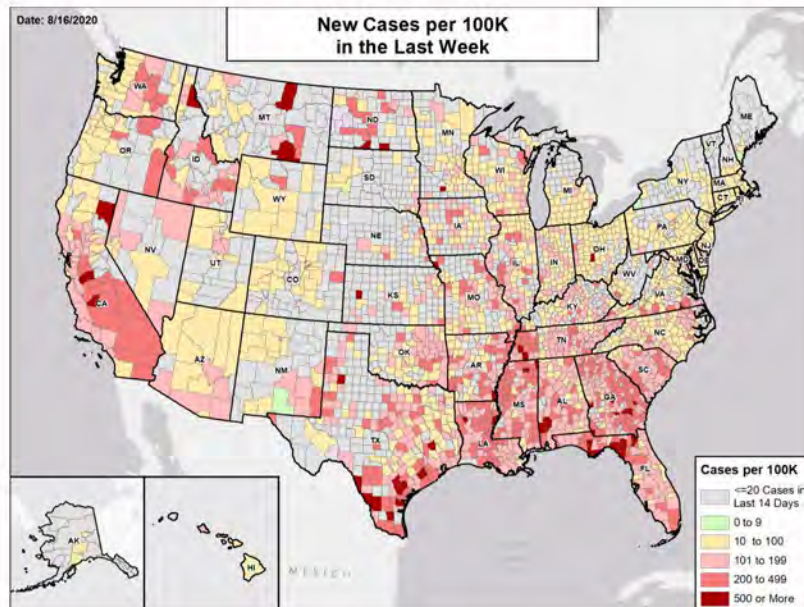 Date: 8/16/2020
New Cases per 100K
in the Last Week
WA
MT
ND
MN
ME
OR
ID
SD
WI
MI
VT
NH
NY
MA
CT
WY
NE
IA
PA
NJ
NV
UT
CO
IL
IN
OH
MD
DE
WV
VA
CA
KS
MO
KY
NC
AZ
NM
OK
AR
TN
SC
MS
AL
GA
TX
LA
FL
AK
HI
MEXICO
Cases per 100K
<=20 Cases in
Last 14 Days
0 to 9
10 to 100
101 to 199
200 to 499
500 or More